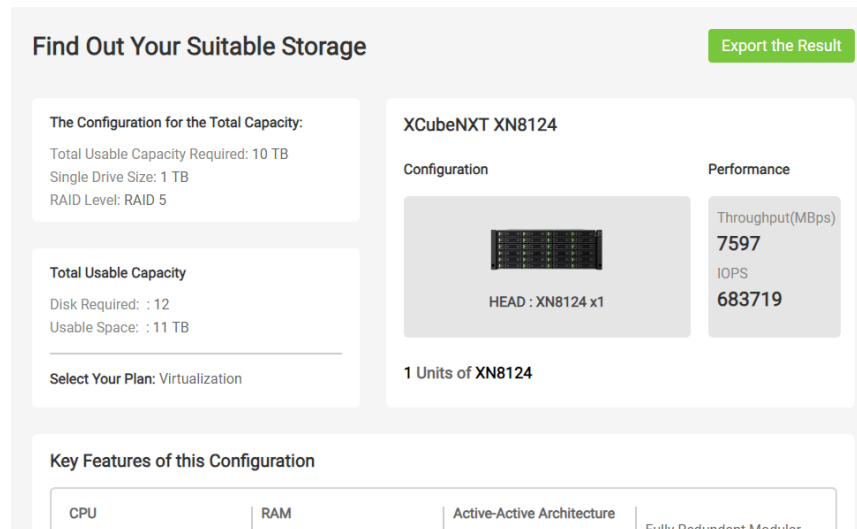 Find Out Your Suitable Storage
Export the Result
The Configuration for the Total Capacity:
Total Usable Capacity Required: 10 TB
Single Drive Size: 1 TB
RAID Level: RAID 5
Total Usable Capacity
Disk Required: : 12
Usable Space: : 11 TB
Select Your Plan: Virtualization
XCubeNXT XN8124
Configuration
HEAD : XN8124 x1
Performance
Throughput(MBps)
7597
IOPS
683719
1 Units of XN8124
Key Features of this Configuration
CPU
RAM
Active-Active Architecture
Fully Redundant Modular